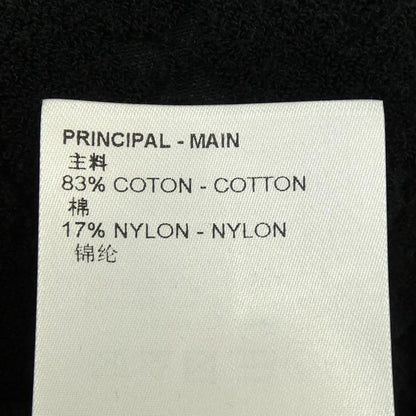 PRINCIPAL - MAIN
主料
83% COTON - COTTON
棉
17% NYLON - NYLON
锦纶